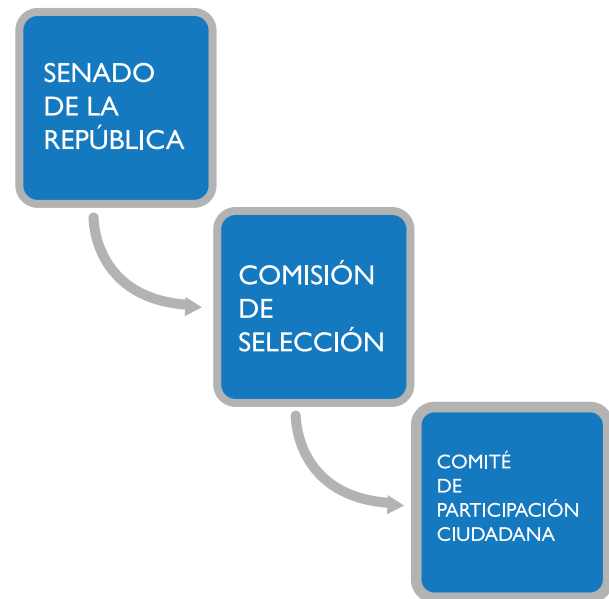 SENADO
DE LA
REPÚBLICA
COMISIÓN
DE
SELECCIÓN
COMITÉ
DE
PARTICIPACIÓN
CIUDADANA